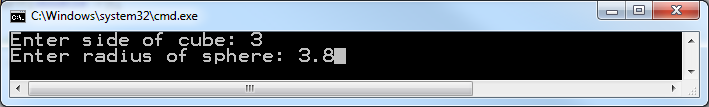 C:\Windows\system32\cmd.exe
Enter side of cube: 3
Enter radius of sphere: 3.8